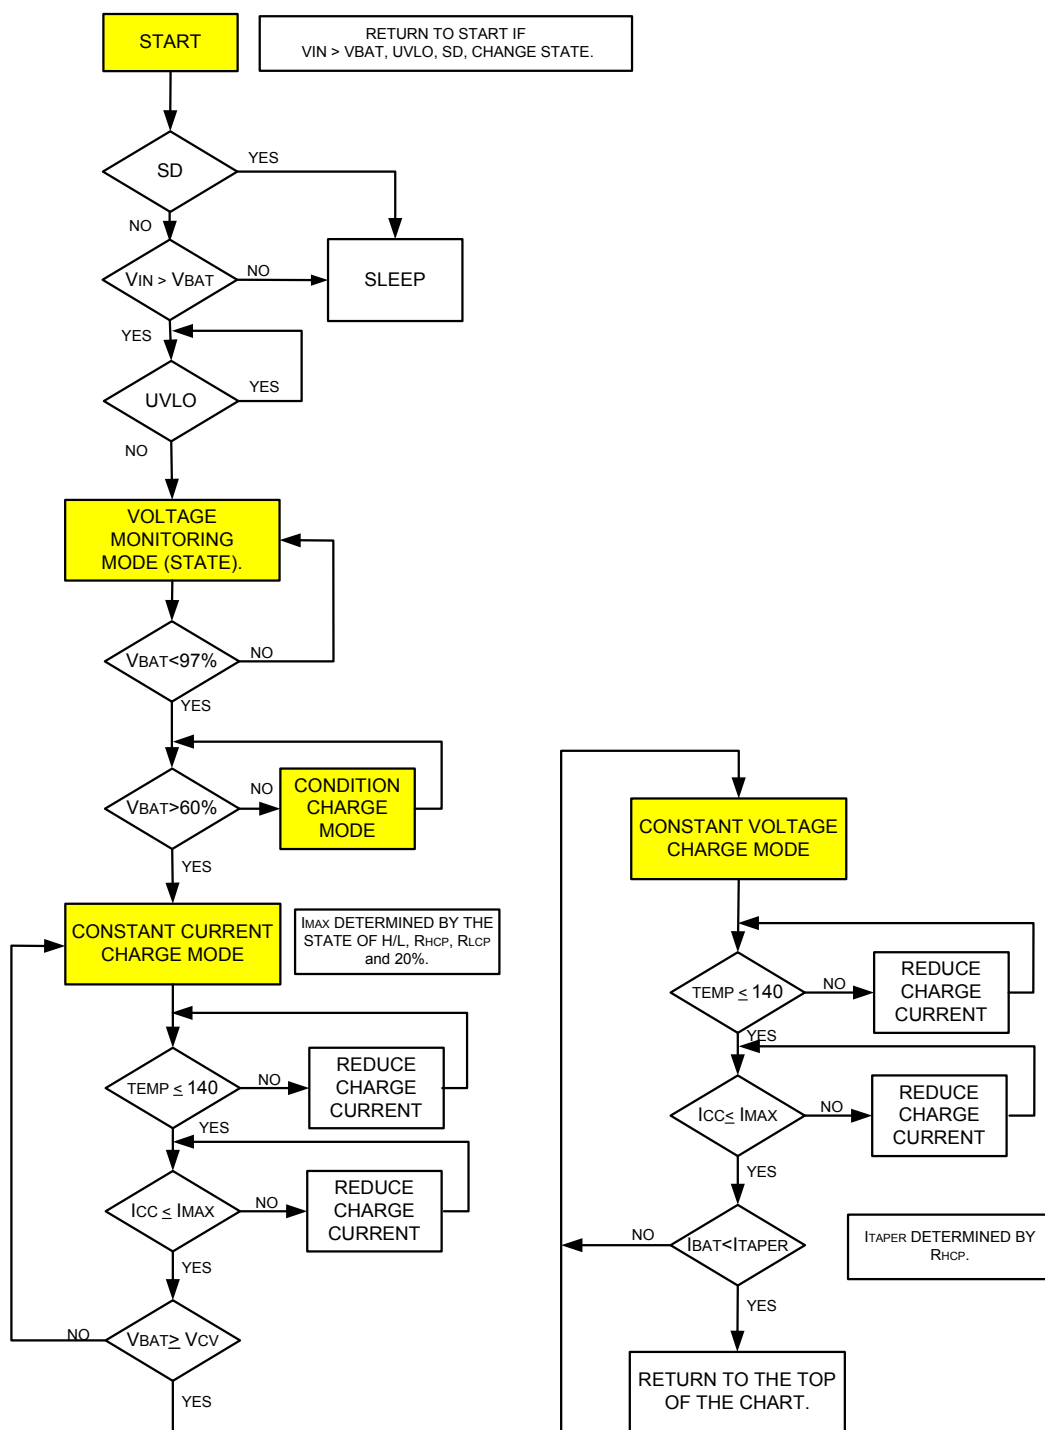 START
RETURN TO START IF
VIN > VBAT, UVLO, SD, CHANGE STATE.
SD
YES
NO
VIN > VBAT
NO
SLEEP
YES
UVLO
YES
NO
VOLTAGE
MONITORING
MODE (STATE).
VBAT<97%
NO
YES
VBAT>60%
NO
CONDITION
CHARGE
MODE
YES
CONSTANT CURRENT
CHARGE MODE
IMAX DETERMINED BY THE
STATE OF H/L, RHCP, RLCP
and 20%.
TEMP ≤ 140
NO
REDUCE
CHARGE
CURRENT
YES
ICC ≤ IMAX
NO
REDUCE
CHARGE
CURRENT
YES
VBAT≥ VCV
NO
YES
CONSTANT VOLTAGE
CHARGE MODE
TEMP ≤ 140
NO
REDUCE
CHARGE
CURRENT
YES
ICC≤ IMAX
NO
REDUCE
CHARGE
CURRENT
YES
IBAT<ITAPER
NO
ITAPER DETERMINED BY
RHCP.
YES
RETURN TO THE TOP
OF THE CHART.